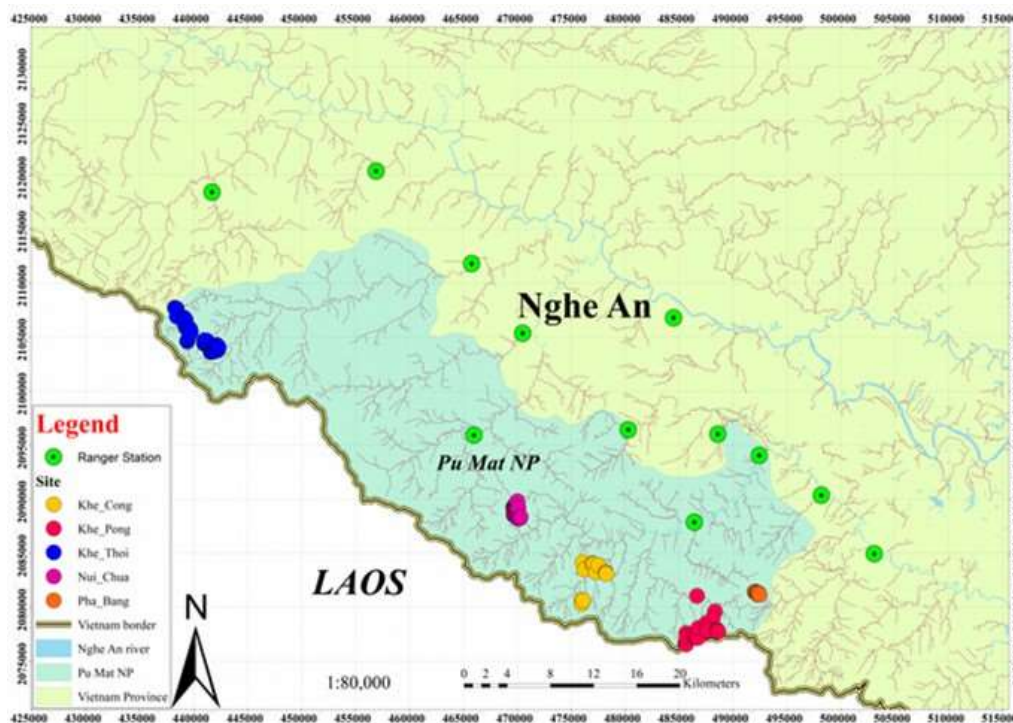 425000 430000 435000 440000 445000 450000 455000 460000 465000 470000 475000 480000 485000 490000 495000 500000 505000 510000 515000
2130000
2125000
2120000
2115000
2110000
2105000
2100000
2095000
2090000
2085000
2080000
2075000
Nghe An
Pu Mat NP
LAOS
Legend
Ranger Station
Site
Khe_Cong
Khe_Pong
Khe_Thoi
Nui_Chua
Pha_Bang
Vietnam border
Nghe An river
Pu Mat NP
Vietnam Province
N
1:80,000
0 2 4 8 12 16 20
Kilometers
425000 430000 435000 440000 445000 450000 455000 460000 465000 470000 475000 480000 485000 490000 495000 500000 505000 510000 515000